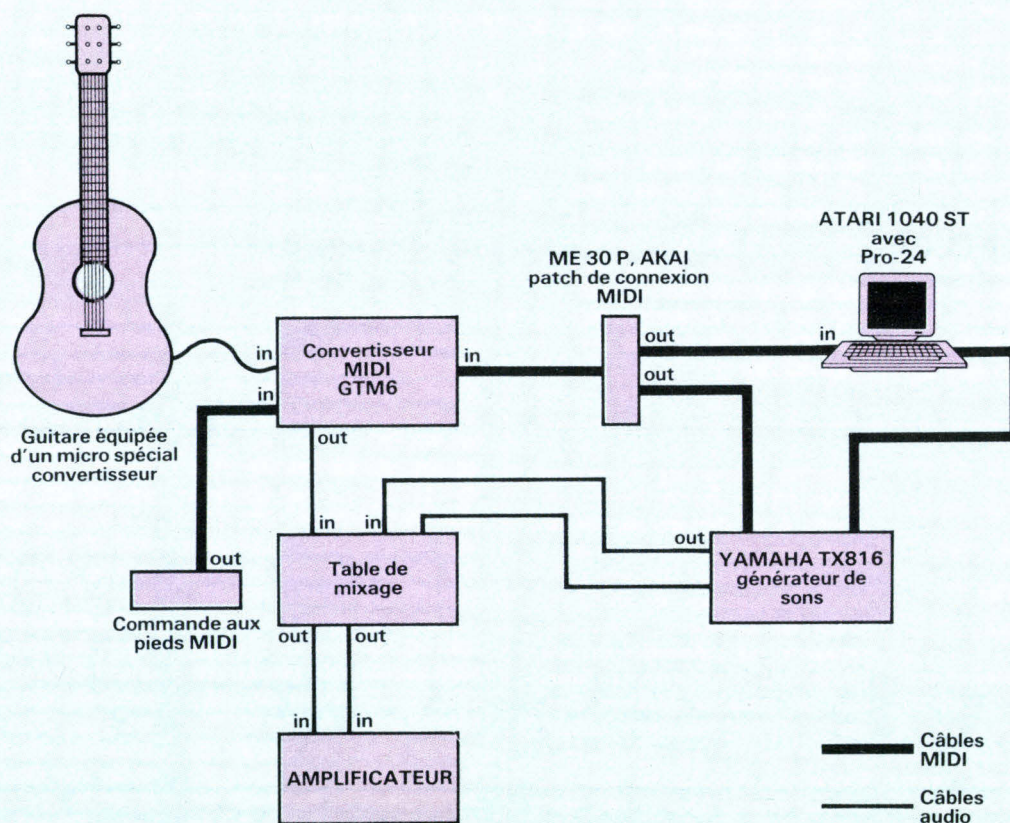 ATARI 1040 ST
avec
Pro-24
ME 30 P, AKAI
patch de connexion
MIDI
out
in
out
in
in
Convertisseur
MIDI
GTM6
in
out
Guitare équipée
d'un micro spécial
convertisseur
in
in
out
out
Table de
mixage
YAMAHA TX816
générateur de
sons
Commande aux
pieds MIDI
out
out
in
in
AMPLIFICATEUR
Câbles
MIDI
Câbles
audio